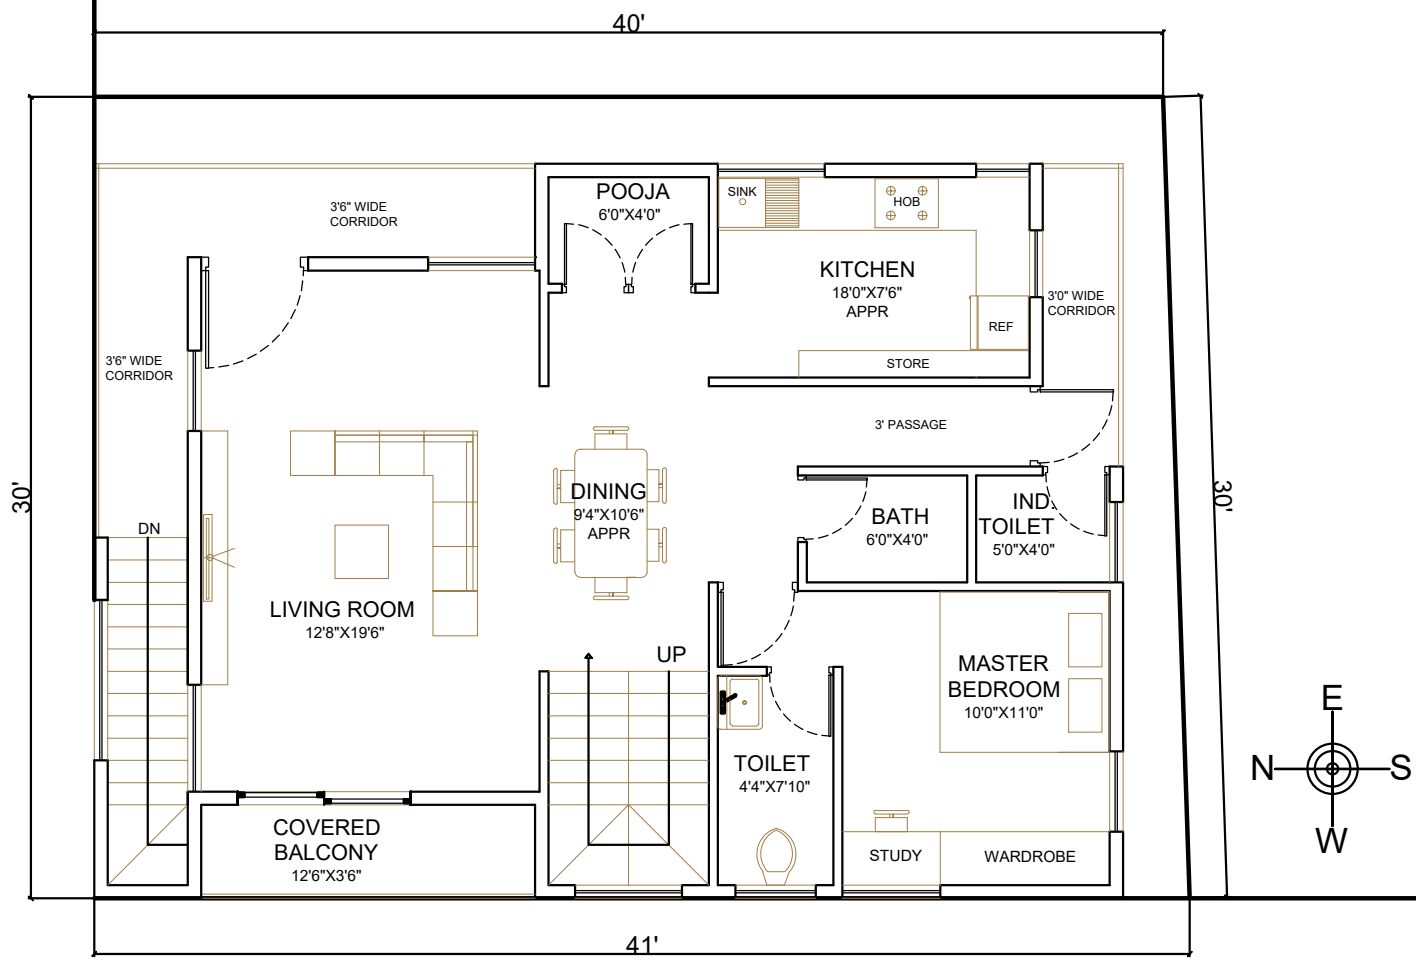 40'
POOJA
6'0"X4'0"
SINK
HOB
3'6" WIDE
CORRIDOR
KITCHEN
18'0"X7'6"
APPR
3'0" WIDE
CORRIDOR
REF
3'6" WIDE
CORRIDOR
STORE
3' PASSAGE
30'
30'
DINING
9'4"X10'6"
APPR
BATH
6'0"X4'0"
IND.
TOILET
5'0"X4'0"
DN
LIVING ROOM
12'8"X19'6"
UP
MASTER
BEDROOM
10'0"X11'0"
E
N
S
W
TOILET
4'4"X7'10"
COVERED
BALCONY
12'6"X3'6"
STUDY
WARDROBE
41'